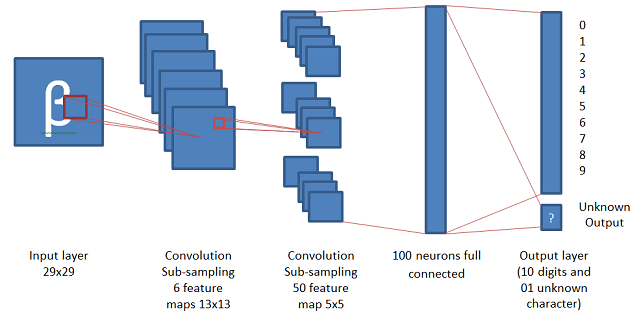 β
0
1
2
3
4
5
6
7
8
9
?
Unknown
Output
Input layer
29x29
Convolution
Sub-sampling
6 feature
maps 13x13
Convolution
Sub-sampling
50 feature
map 5x5
100 neurons full
connected
Output layer
(10 digits and
01 unknown
character)